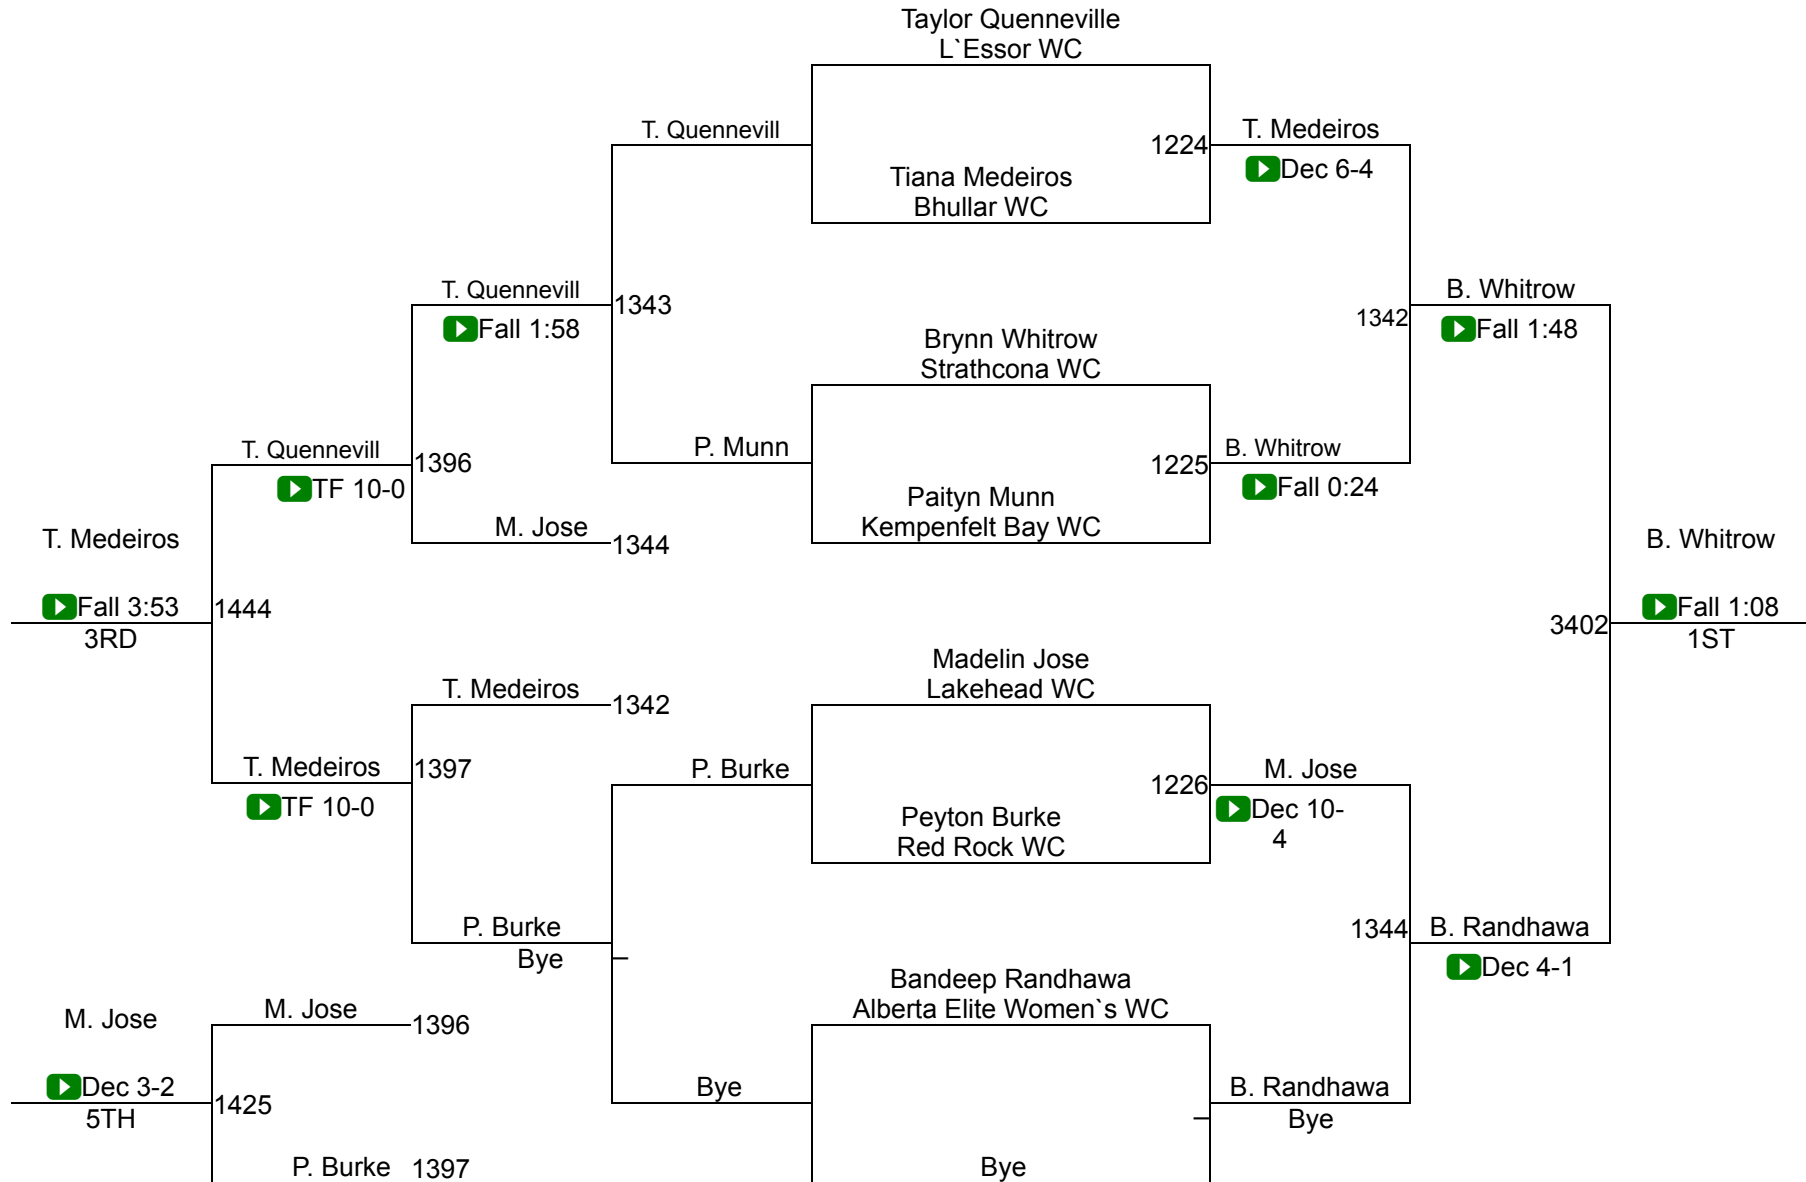 Taylor Quenneville
L`Essor WC
T. Quennevill
1224
T. Medeiros
Dec 6-4
Tiana Medeiros
Bhullar WC
T. Quennevill
Fall 1:58
1343
1342
B. Whitrow
Fall 1:48
Brynn Whitrow
Strathcona WC
T. Quennevill
TF 10-0
1396
P. Munn
1225
B. Whitrow
Fall 0:24
Paityn Munn
Kempenfelt Bay WC
M. Jose
1344
T. Medeiros
Fall 3:53
3RD
1444
B. Whitrow
3402
Fall 1:08
1ST
Madelin Jose
Lakehead WC
T. Medeiros
1342
T. Medeiros
TF 10-0
1397
P. Burke
1226
M. Jose
Dec 10-
4
Peyton Burke
Red Rock WC
P. Burke
Bye
1344
B. Randhawa
Dec 4-1
Bandeep Randhawa
Alberta Elite Women`s WC
M. Jose
M. Jose
1396
Dec 3-2
5TH
1425
Bye
B. Randhawa
Bye
P. Burke
1397
Bye